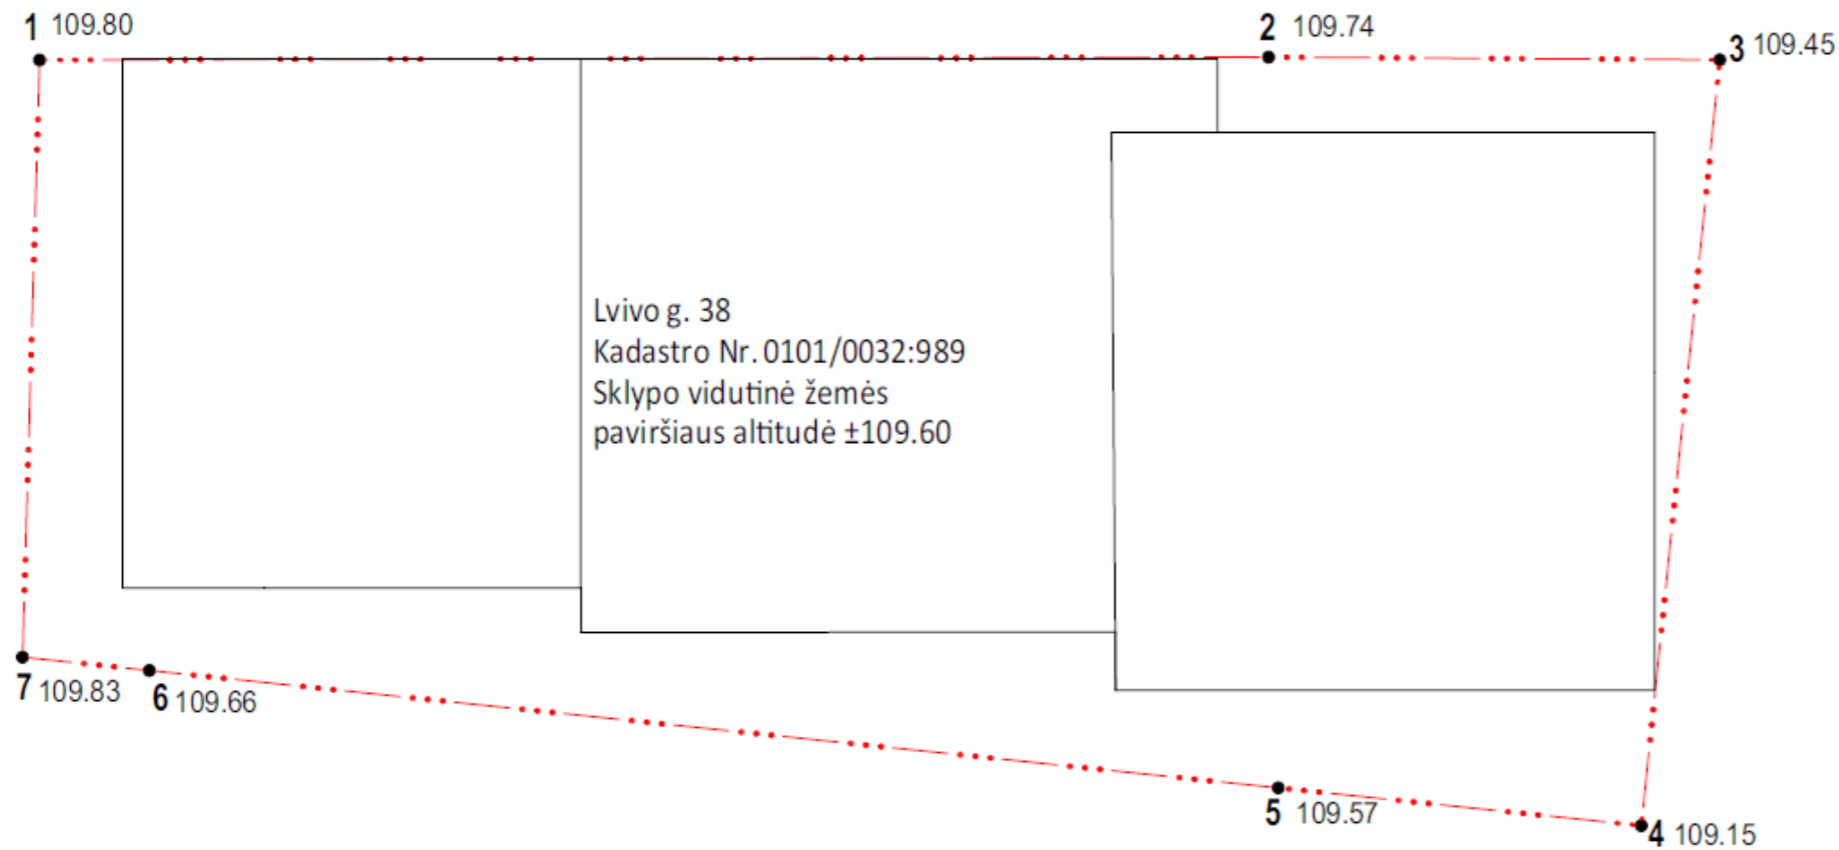 1 109.80
2 109.74
3 109.45
Lvivo g. 38
Kadastro Nr. 0101/0032:989
Sklypo vidutinė žemės
paviršiaus altitudė ±109.60
7 109.83
6 109.66
5 109.57
4 109.15